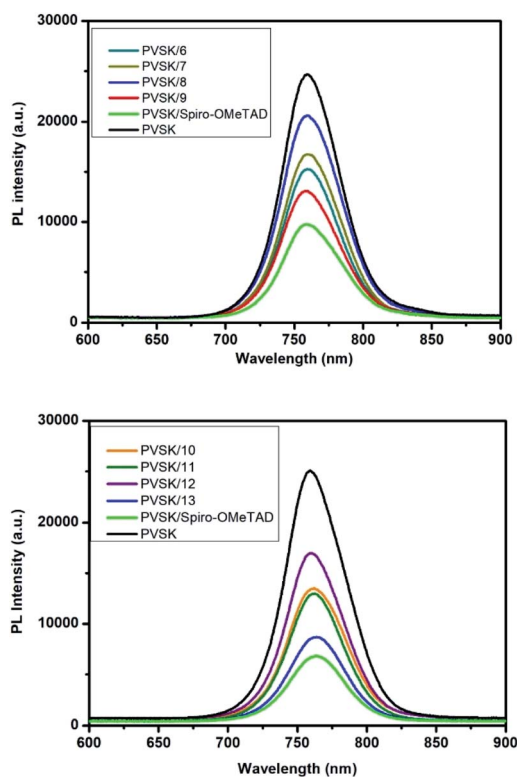 30000
20000
10000
0
PL intensity (a.u.)
PVSK/6
PVSK/7
PVSK/8
PVSK/9
PVSK/Spiro-OMeTAD
PVSK
600 650 700 750 800 850 900
Wavelength (nm)
30000
20000
10000
0
PL Intensity (a.u.)
PVSK/10
PVSK/11
PVSK/12
PVSK/13
PVSK/Spiro-OMeTAD
PVSK
600 650 700 750 800 850 900
Wavelength (nm)